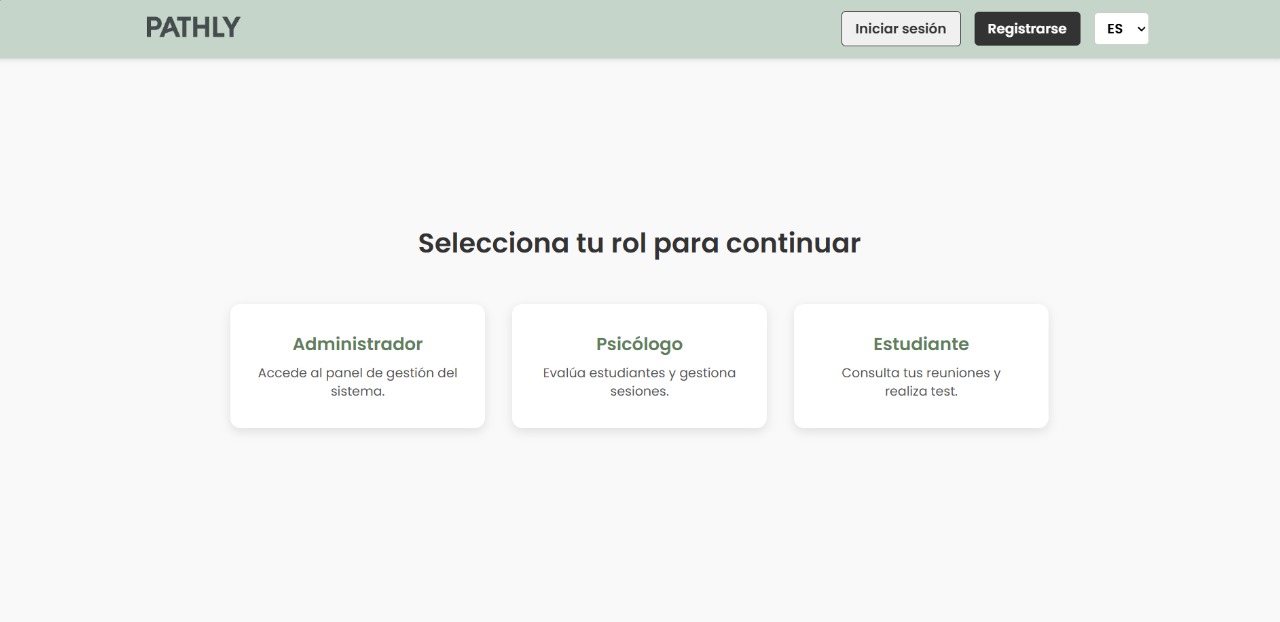 PATHLY
Iniciar sesión
Registrarse
ES
Selecciona tu rol para continuar
Administrador
Accede al panel de gestión del
sistema.
Psicólogo
Evalúa estudiantes y gestiona
sesiones.
Estudiante
Consulta tus reuniones y
realiza test.